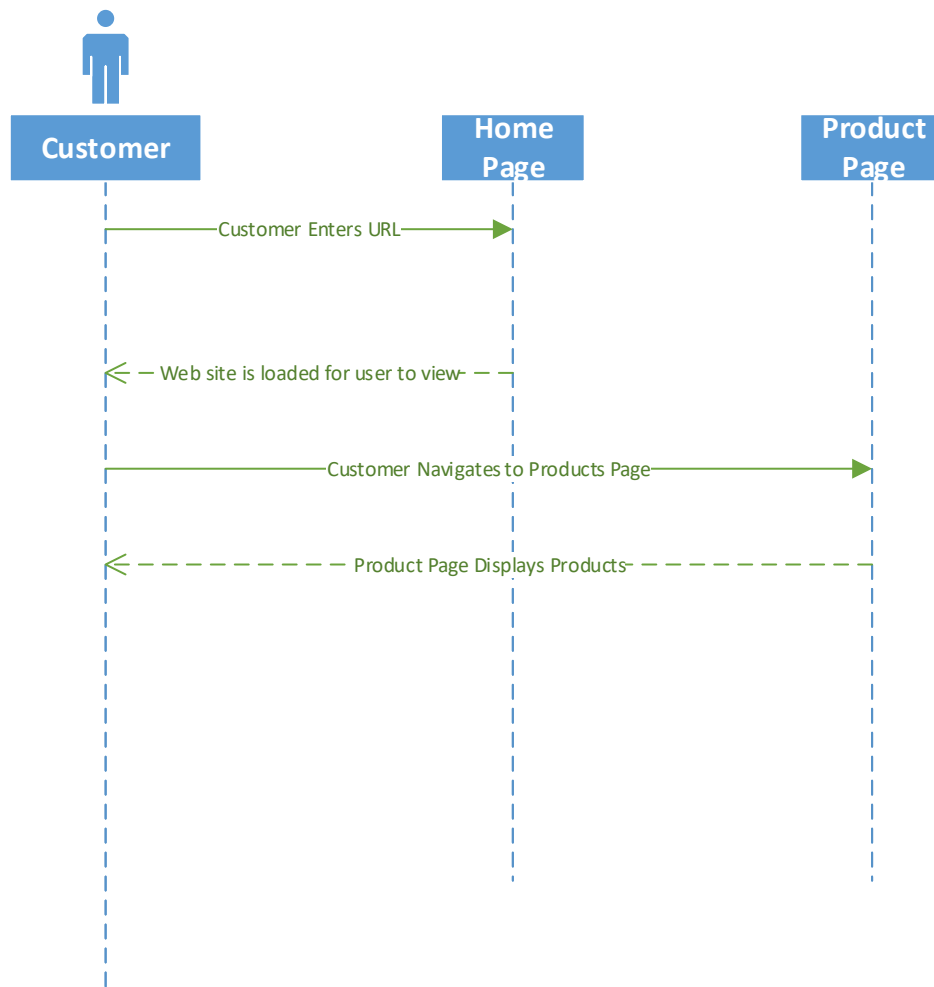 Customer
Home
Page
Product
Page
Customer Enters URL
Web site is loaded for user to view
Customer Navigates to Products Page
Product Page Displays Products